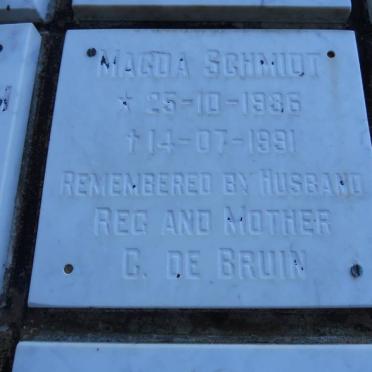 MAGDA SCHMIDT
* 25-10-1936
† 14-07-1991
REMEMBERED BY HUSBAND
REG AND MOTHER
C. DE BRUIN